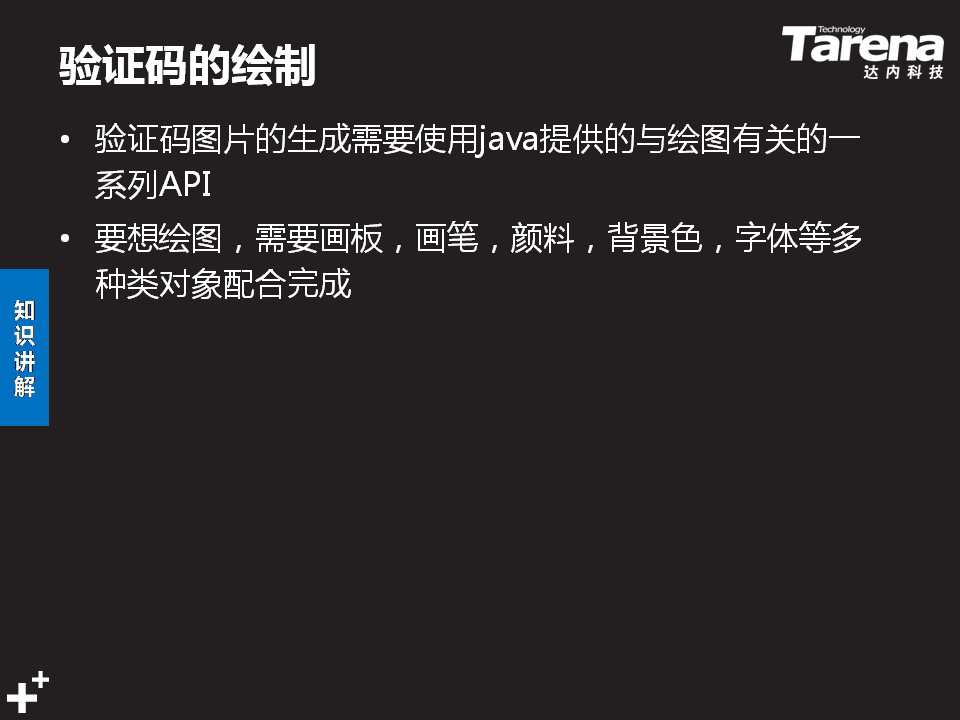 验证码的绘制
Technology
Tarena
达内科技
• 验证码图片的生成需要使用java提供的与绘图有关的一
系列API
• 要想绘图，需要画板，画笔，颜料，背景色，字体等多
种类对象配合完成
知
识
讲
解